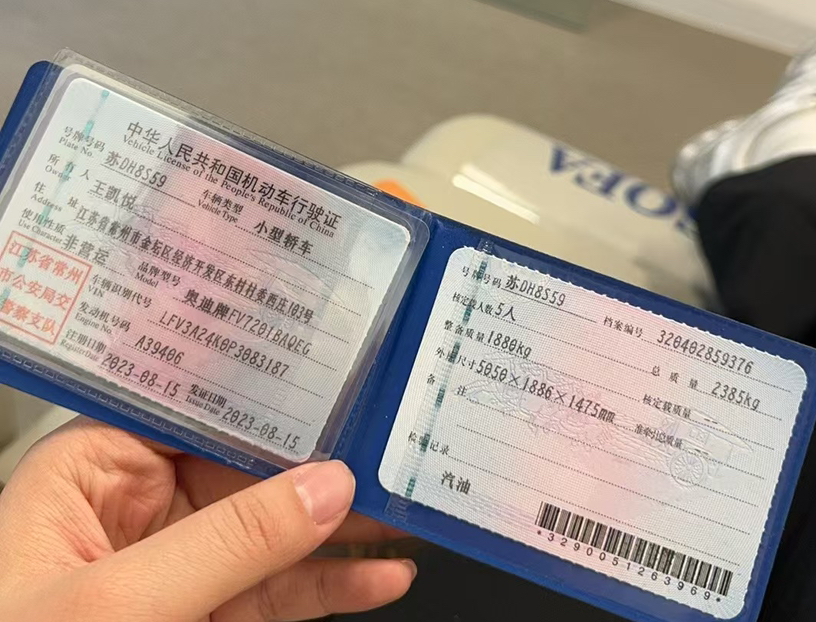 中华人民共和国机动车行驶证
Vehicle License of the People's Republic of China
号牌号码 苏DH8S59 车辆类型 小型轿车
Plate No. Vehicle Type
所有人 王凯悦
Owner
住址 江苏省常州市金坛区经济开发区东村村委西庄103号
Address
使用性质 非营运 品牌型号 奥迪牌FV7201BAQEG
Use Character Model
江苏省常州
市公安局交
警察支队
车辆识别代号 LFV3A24K0P3083187
VIN
发动机号码 A39406
Engine No.
注册日期 2023-08-15 发证日期 2023-08-15
Register Date Issue Date
号牌号码 苏DH8S59 档案编号 320402859376
核定载人数 5人 总质量 2385kg
整备质量 1880kg 核定载质量
外廓尺寸 5050×1886×1475mm 准牵引总质量
备注
检验记录
汽油
*3290051263969*
SOFA